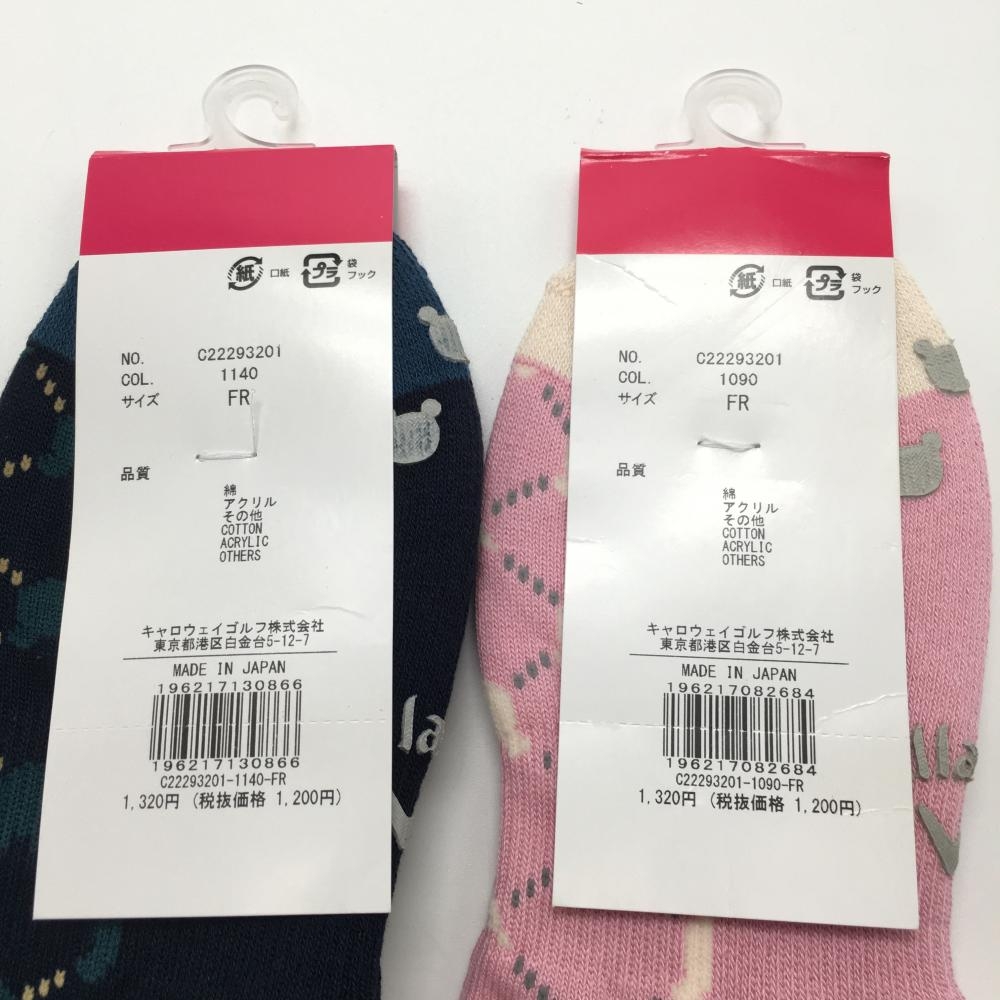 紙 口紙 プラ 袋
フック
NO. C22293201
COL. 1140
サイズ FR
品質
綿
アクリル
その他
COTTON
ACRYLIC
OTHERS
キャロウェイゴルフ株式会社
東京都港区白金台5-12-7
MADE IN JAPAN
196217130866
196217130866
C22293201-1140-FR
1,320円 (税抜価格 1,200円)
la
紙 口紙 プラ 袋
フック
NO. C22293201
COL. 1090
サイズ FR
品質
綿
アクリル
その他
COTTON
ACRYLIC
OTHERS
キャロウェイゴルフ株式会社
東京都港区白金台5-12-7
MADE IN JAPAN
196217082684
196217082684
C22293201-1090-FR
1,320円 (税抜価格 1,200円)
lla